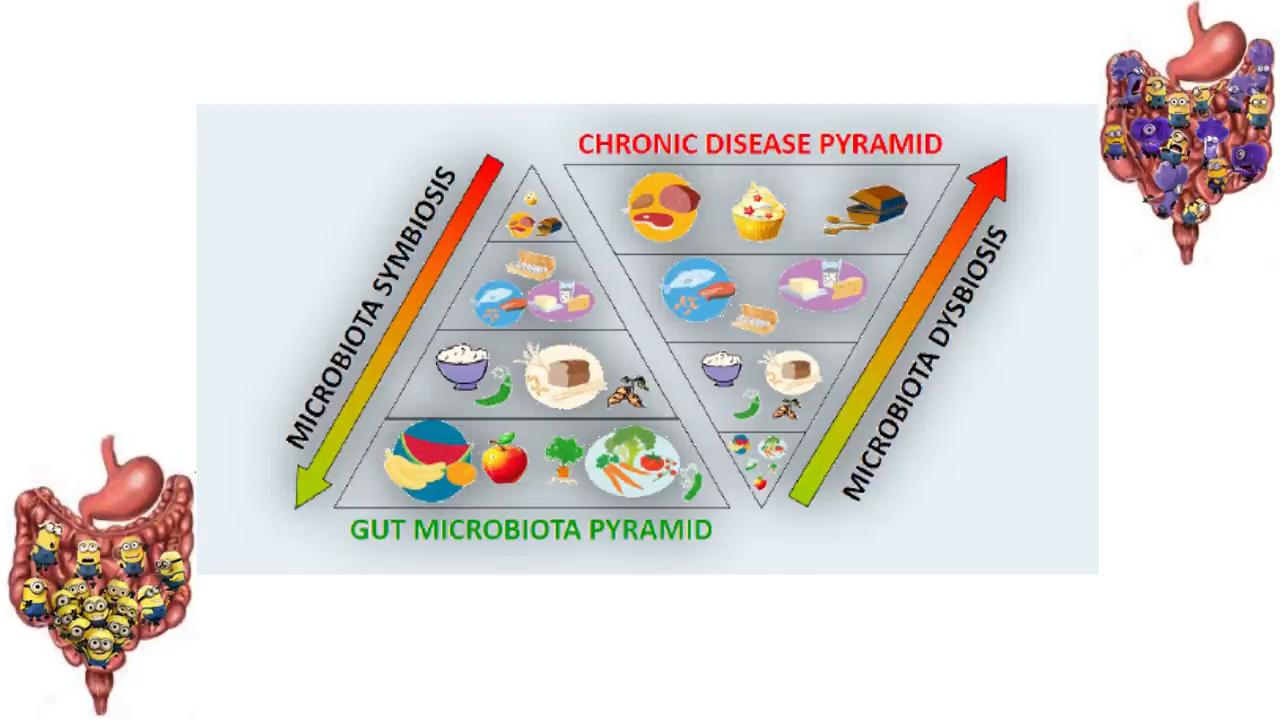 CHRONIC DISEASE PYRAMID
MICROBIOTA SYMBIOSIS
MICROBIOTA DYSBIOSIS
GUT MICROBIOTA PYRAMID